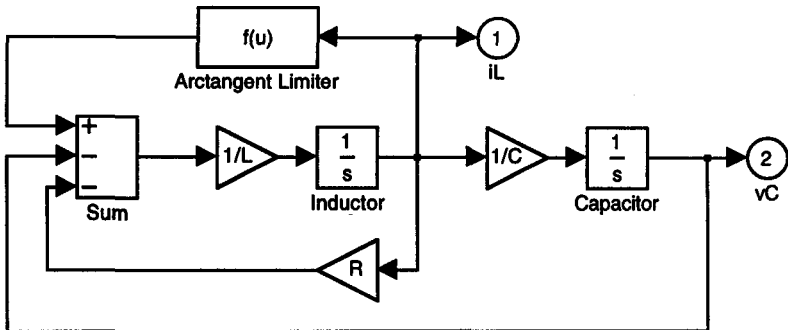 f(u)
Arctangent Limiter
1
iL
+
−
−
Sum
1/L
1
s
Inductor
1/C
1
s
Capacitor
2
vC
R